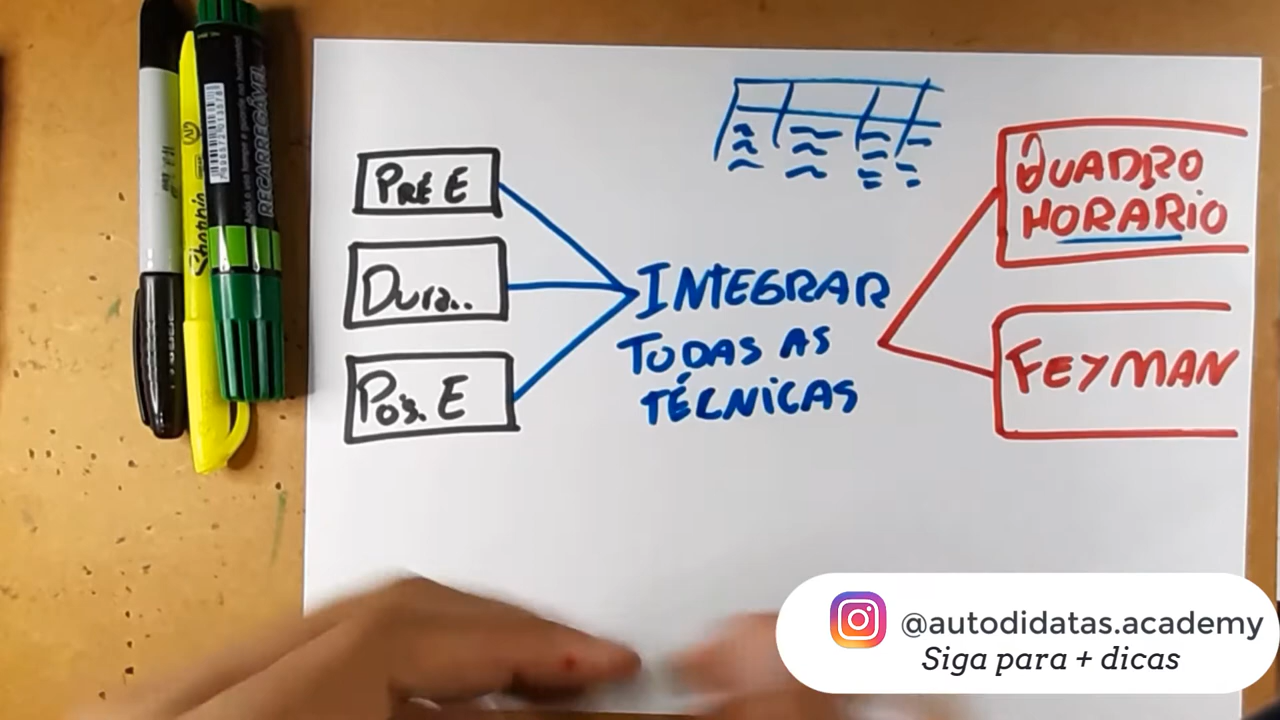 PRÉ E
Dura..
Pós. E
INTEGRAR
TODAS AS
TÉCNICAS
QUADRO
HORARIO
FEYMAN
RECARREGÁVEL
@autodidatas.academy
Siga para + dicas